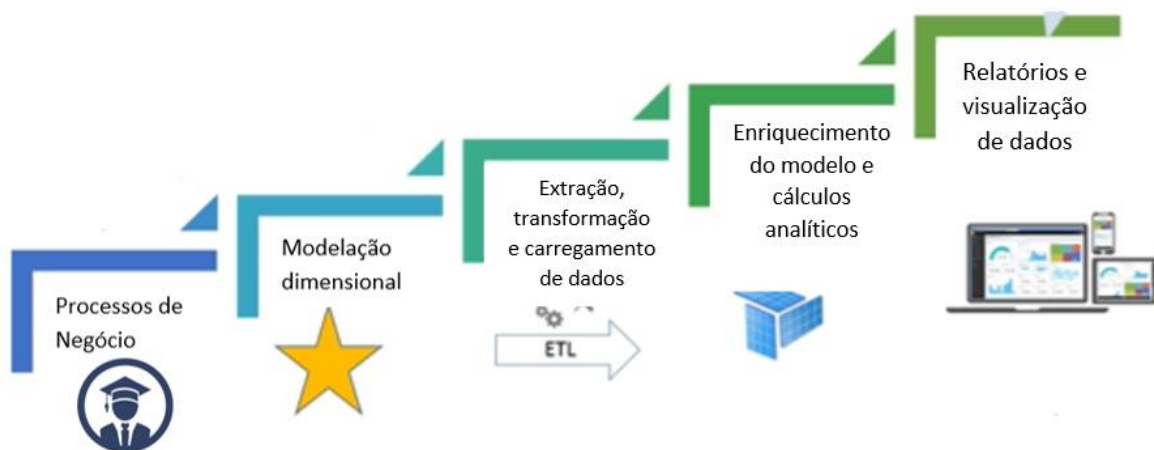 Processos de
Negócio
Modelação
dimensional
Extração,
transformação
e carregamento
de dados
ETL
Enriquecimento
do modelo e
cálculos
analíticos
Relatórios e
visualização
de dados